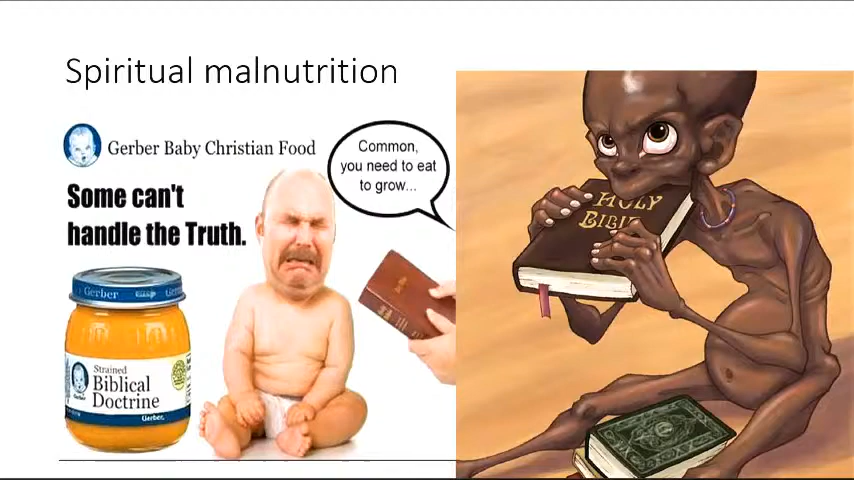 Spiritual malnutrition
Gerber Baby Christian Food
Some can't
handle the Truth.
Common,
you need to eat
to grow...
Gerber
Strained
Biblical
Doctrine
Gerber
HOLY
BIBLE